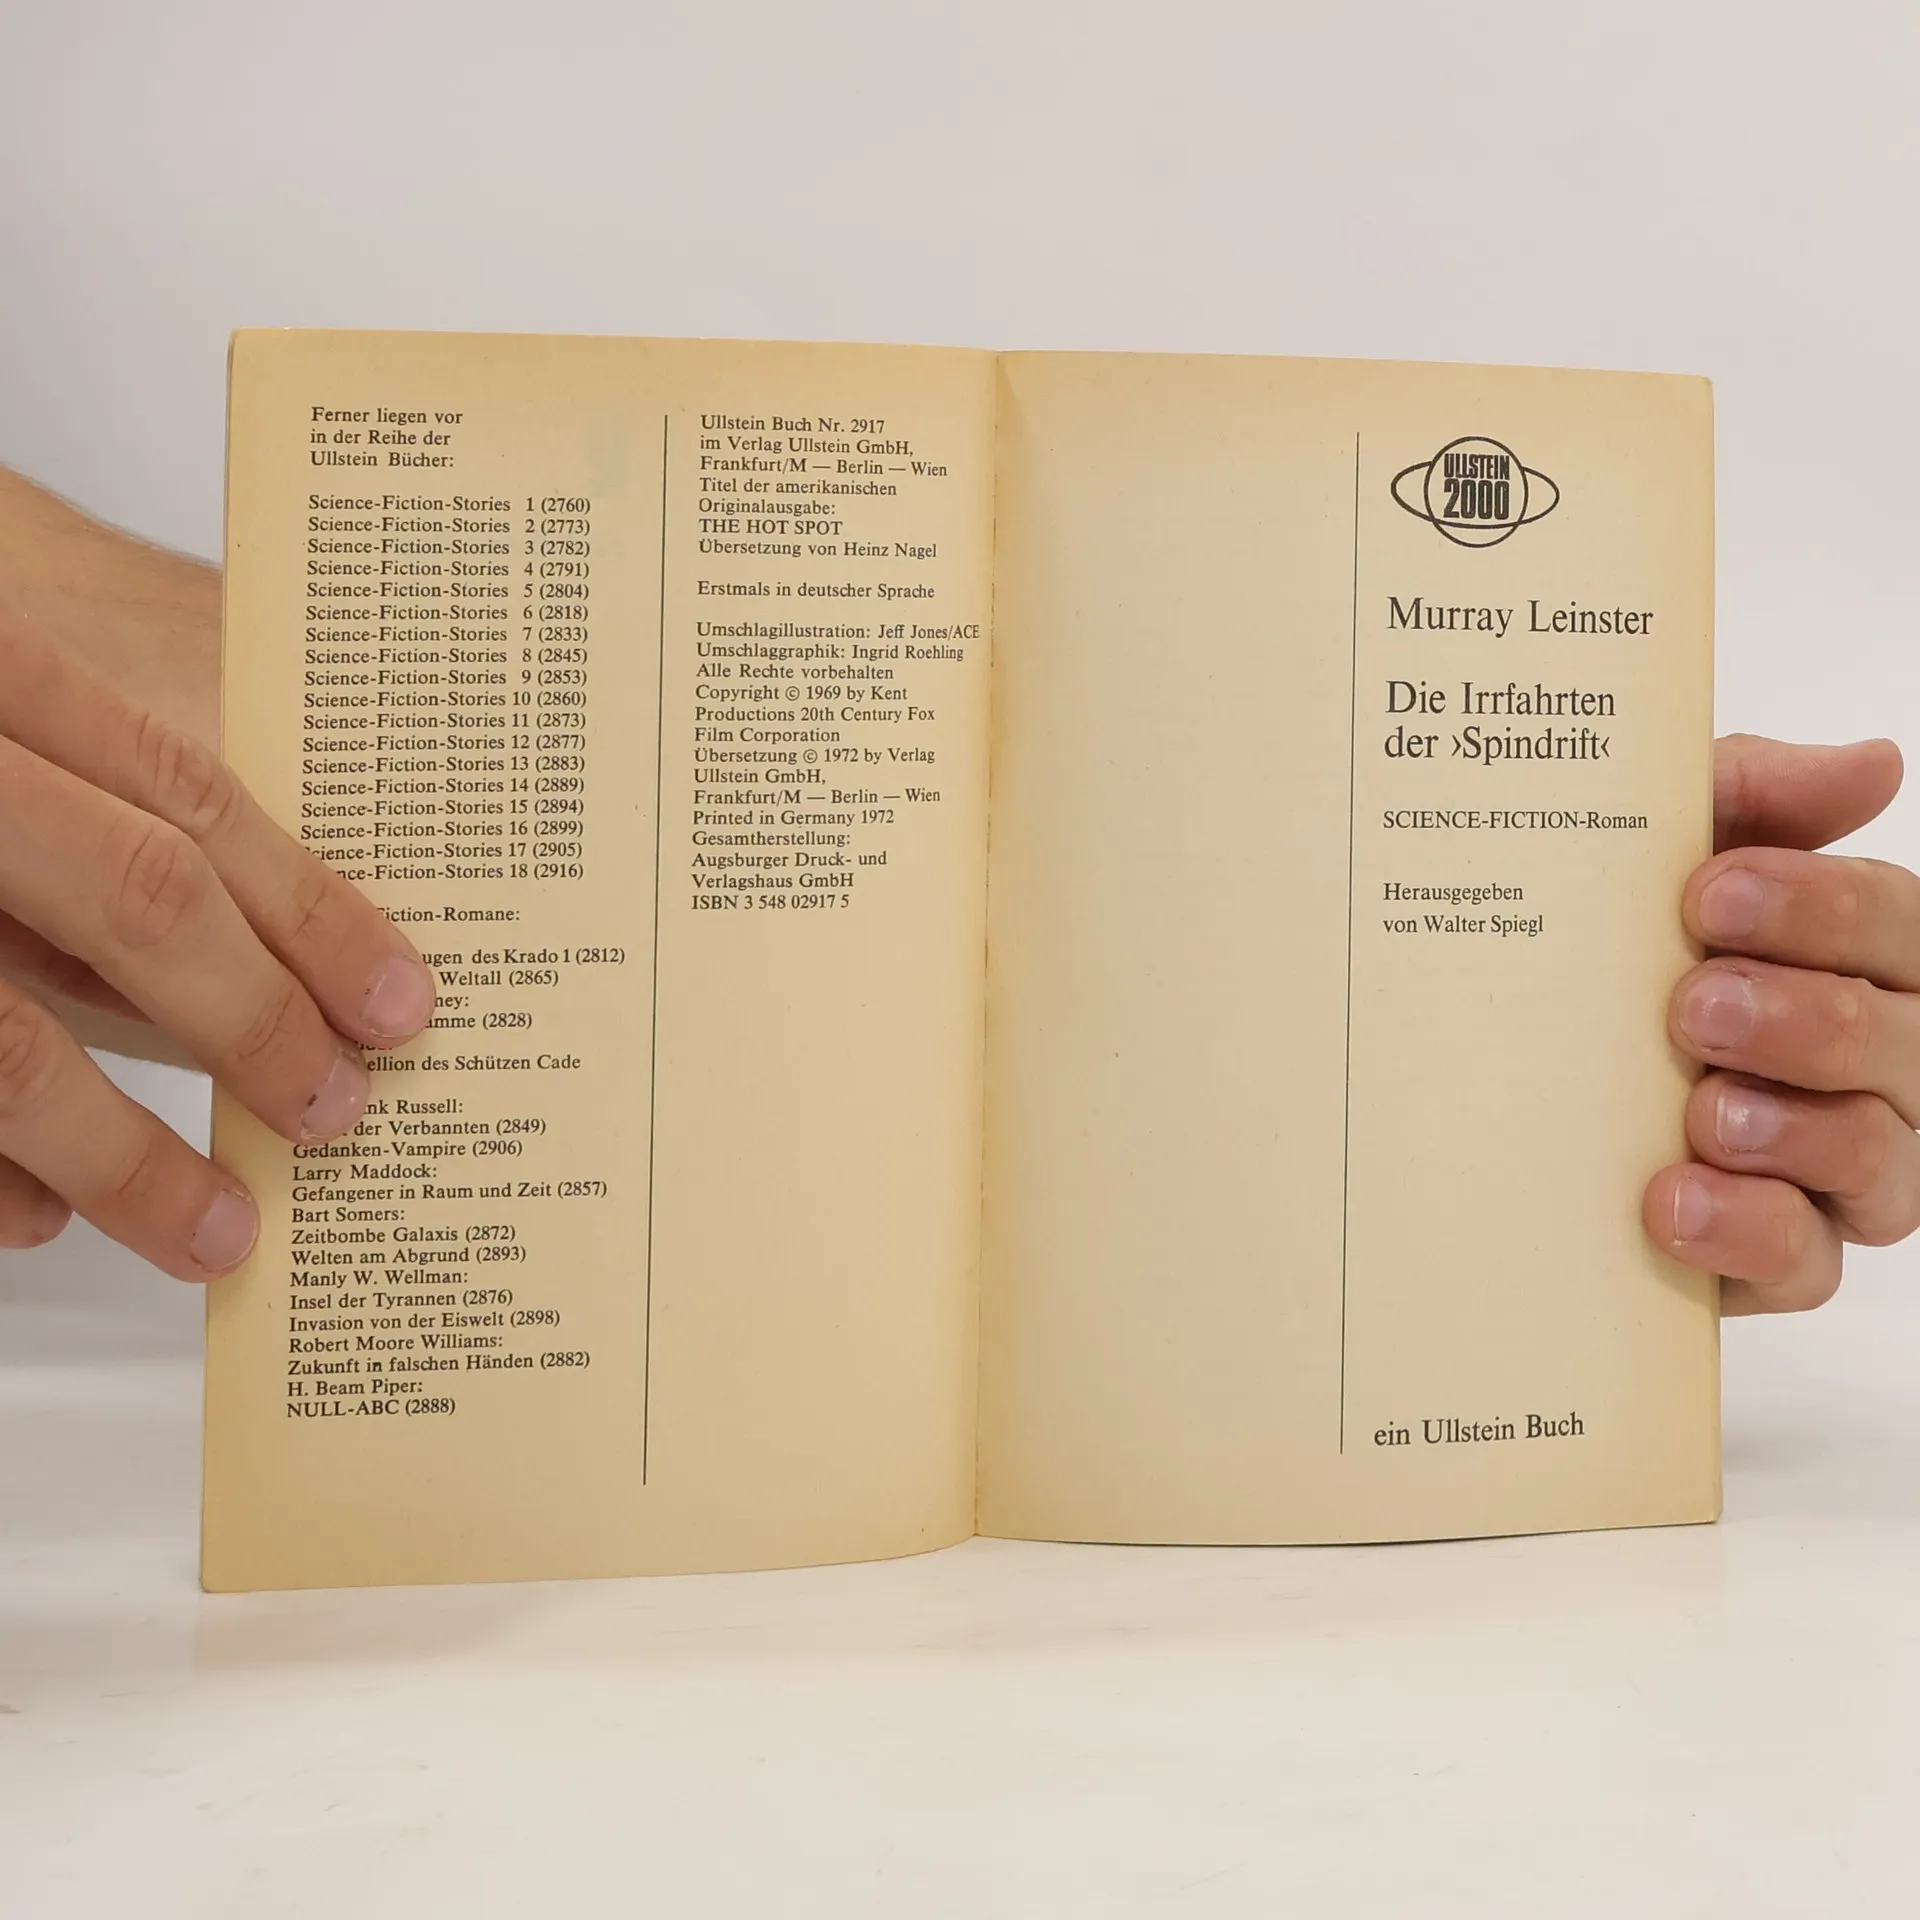 Ferner liegen vor
in der Reihe der
Ullstein Bücher:
Science-Fiction-Stories 1 (2760)
Science-Fiction-Stories 2 (2773)
Science-Fiction-Stories 3 (2782)
Science-Fiction-Stories 4 (2791)
Science-Fiction-Stories 5 (2804)
Science-Fiction-Stories 6 (2818)
Science-Fiction-Stories 7 (2833)
Science-Fiction-Stories 8 (2845)
Science-Fiction-Stories 9 (2853)
Science-Fiction-Stories 10 (2860)
Science-Fiction-Stories 11 (2873)
Science-Fiction-Stories 12 (2877)
Science-Fiction-Stories 13 (2883)
Science-Fiction-Stories 14 (2889)
Science-Fiction-Stories 15 (2894)
Science-Fiction-Stories 16 (2899)
ience-Fiction-Stories 17 (2905)
nce-Fiction-Stories 18 (2916)
iction-Romane:
ugen des Krado 1 (2812)
Weltall (2865)
ney:
amme (2828)
ellion des Schützen Cade
nk Russell:
der Verbannten (2849)
Gedanken-Vampire (2906)
Larry Maddock:
Gefangener in Raum und Zeit (2857)
Bart Somers:
Zeitbombe Galaxis (2872)
Welten am Abgrund (2893)
Manly W. Wellman:
Insel der Tyrannen (2876)
Invasion von der Eiswelt (2898)
Robert Moore Williams:
Zukunft in falschen Händen (2882)
H. Beam Piper:
NULL-ABC (2888)
Ullstein Buch Nr. 2917
im Verlag Ullstein GmbH,
Frankfurt/M — Berlin — Wien
Titel der amerikanischen
Originalausgabe:
THE HOT SPOT
Übersetzung von Heinz Nagel
Erstmals in deutscher Sprache
Umschlagillustration: Jeff Jones/ACE
Umschlaggraphik: Ingrid Roehling
Alle Rechte vorbehalten
Copyright © 1969 by Kent
Productions 20th Century Fox
Film Corporation
Übersetzung © 1972 by Verlag
Ullstein GmbH,
Frankfurt/M — Berlin — Wien
Printed in Germany 1972
Gesamtherstellung:
Augsburger Druck- und
Verlagshaus GmbH
ISBN 3 548 02917 5
ULLSTEIN
2000
Murray Leinster
Die Irrfahrten
der ›Spindrift‹
SCIENCE-FICTION-Roman
Herausgegeben
von Walter Spiegl
ein Ullstein Buch